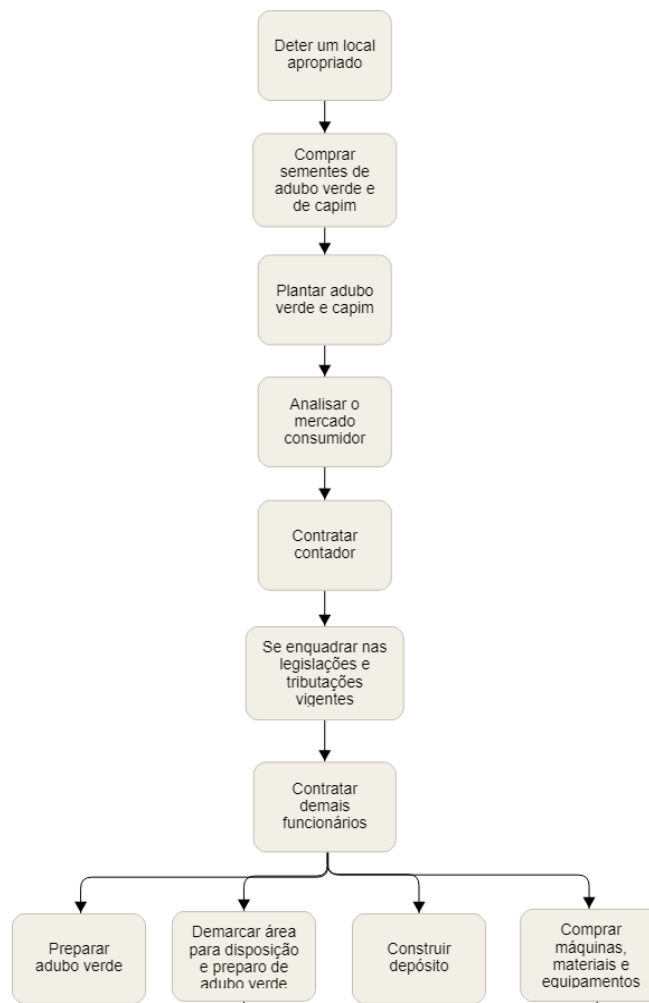 Deter um local
apropriado
Comprar
sementes de
adubo verde e
de capim
Plantar adubo
verde e capim
Analisar o
mercado
consumidor
Contratar
contador
Se enquadrar nas
legislações e
tributações
vigentes
Contratar
demais
funcionários
Preparar
adubo verde
Demarcar área
para disposição
e preparo de
adubo verde
Construir
depósito
Comprar
máquinas,
materiais e
equipamentos